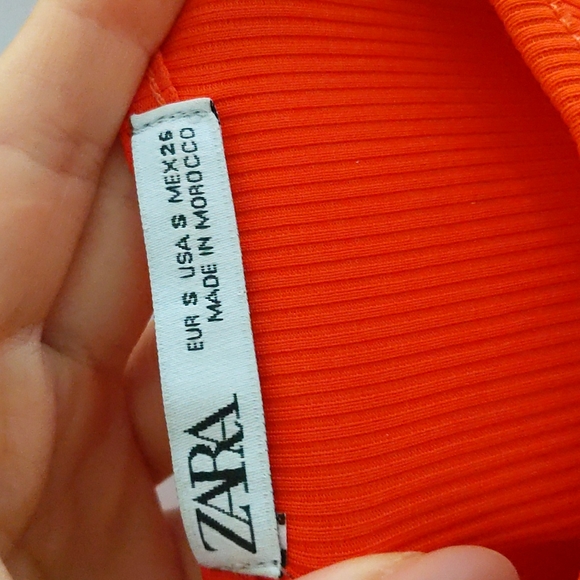 ZARA
EUR S USA S MEX 26
MADE IN MOROCCO